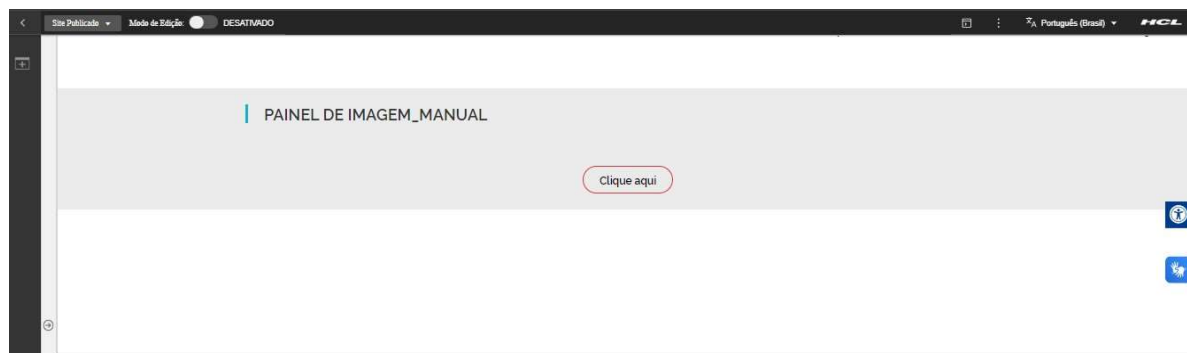 Site Publicado Modo de Edição: DESATIVADO Português (Brasil) HCL
PAINEL DE IMAGEM_MANUAL
Clique aqui